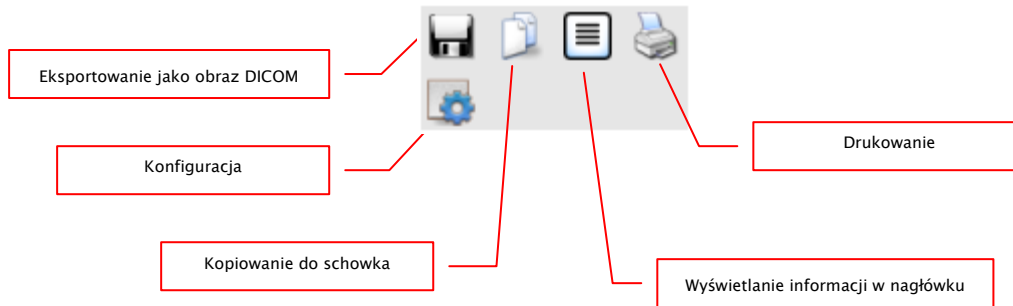 Eksportowanie jako obraz DICOM
Drukowanie
Konfiguracja
Kopiowanie do schowka
Wyświetlanie informacji w nagłówku